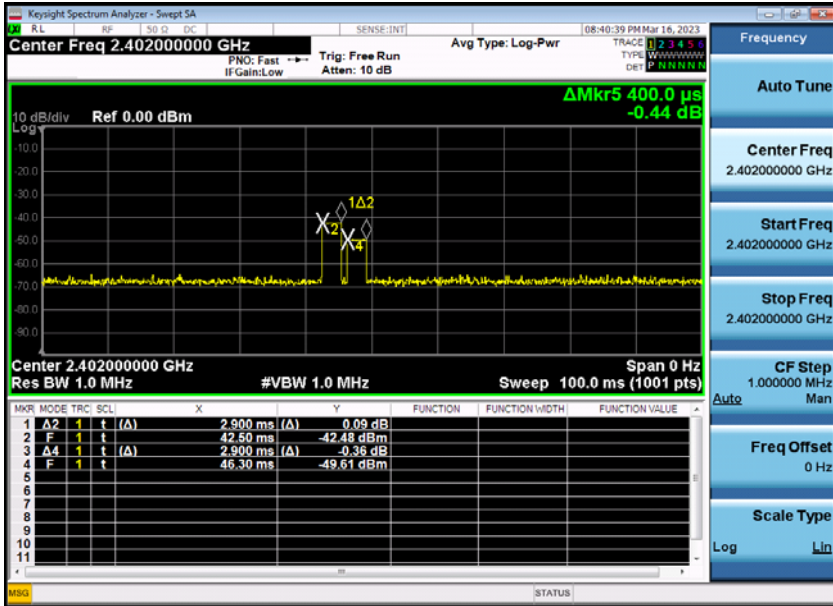 Keysight Spectrum Analyzer - Swept SA
LXI RL RF 50 Ω DC SENSE:INT 08:40:39 PM Mar 16, 2023
Center Freq 2.402000000 GHz
PNO: Fast
IFGain:Low
Trig: Free Run
Atten: 10 dB
Avg Type: Log-Pwr
TRACE 1 2 3 4 5 6
TYPE WWWWWW
DET P N N N N N
ΔMkr5 400.0 µs
-0.44 dB
10 dB/div Ref 0.00 dBm
Log
-10.0
-20.0
-30.0
-40.0
-50.0
-60.0
-70.0
-80.0
-90.0
1Δ2
2
4
Center 2.402000000 GHz Span 0 Hz
Res BW 1.0 MHz #VBW 1.0 MHz Sweep 100.0 ms (1001 pts)
MKR MODE TRC SCL X Y FUNCTION FUNCTION WIDTH FUNCTION VALUE
1 Δ2 1 t (Δ) 2.900 ms (Δ) 0.09 dB
2 F 1 t 42.50 ms -42.48 dBm
3 Δ4 1 t (Δ) 2.900 ms (Δ) -0.36 dB
4 F 1 t 46.30 ms -49.61 dBm
5
6
7
8
9
10
11
MSG STATUS
Frequency
Auto Tune
Center Freq
2.402000000 GHz
Start Freq
2.402000000 GHz
Stop Freq
2.402000000 GHz
CF Step
1.000000 MHz
Auto Man
Freq Offset
0 Hz
Scale Type
Log Lin